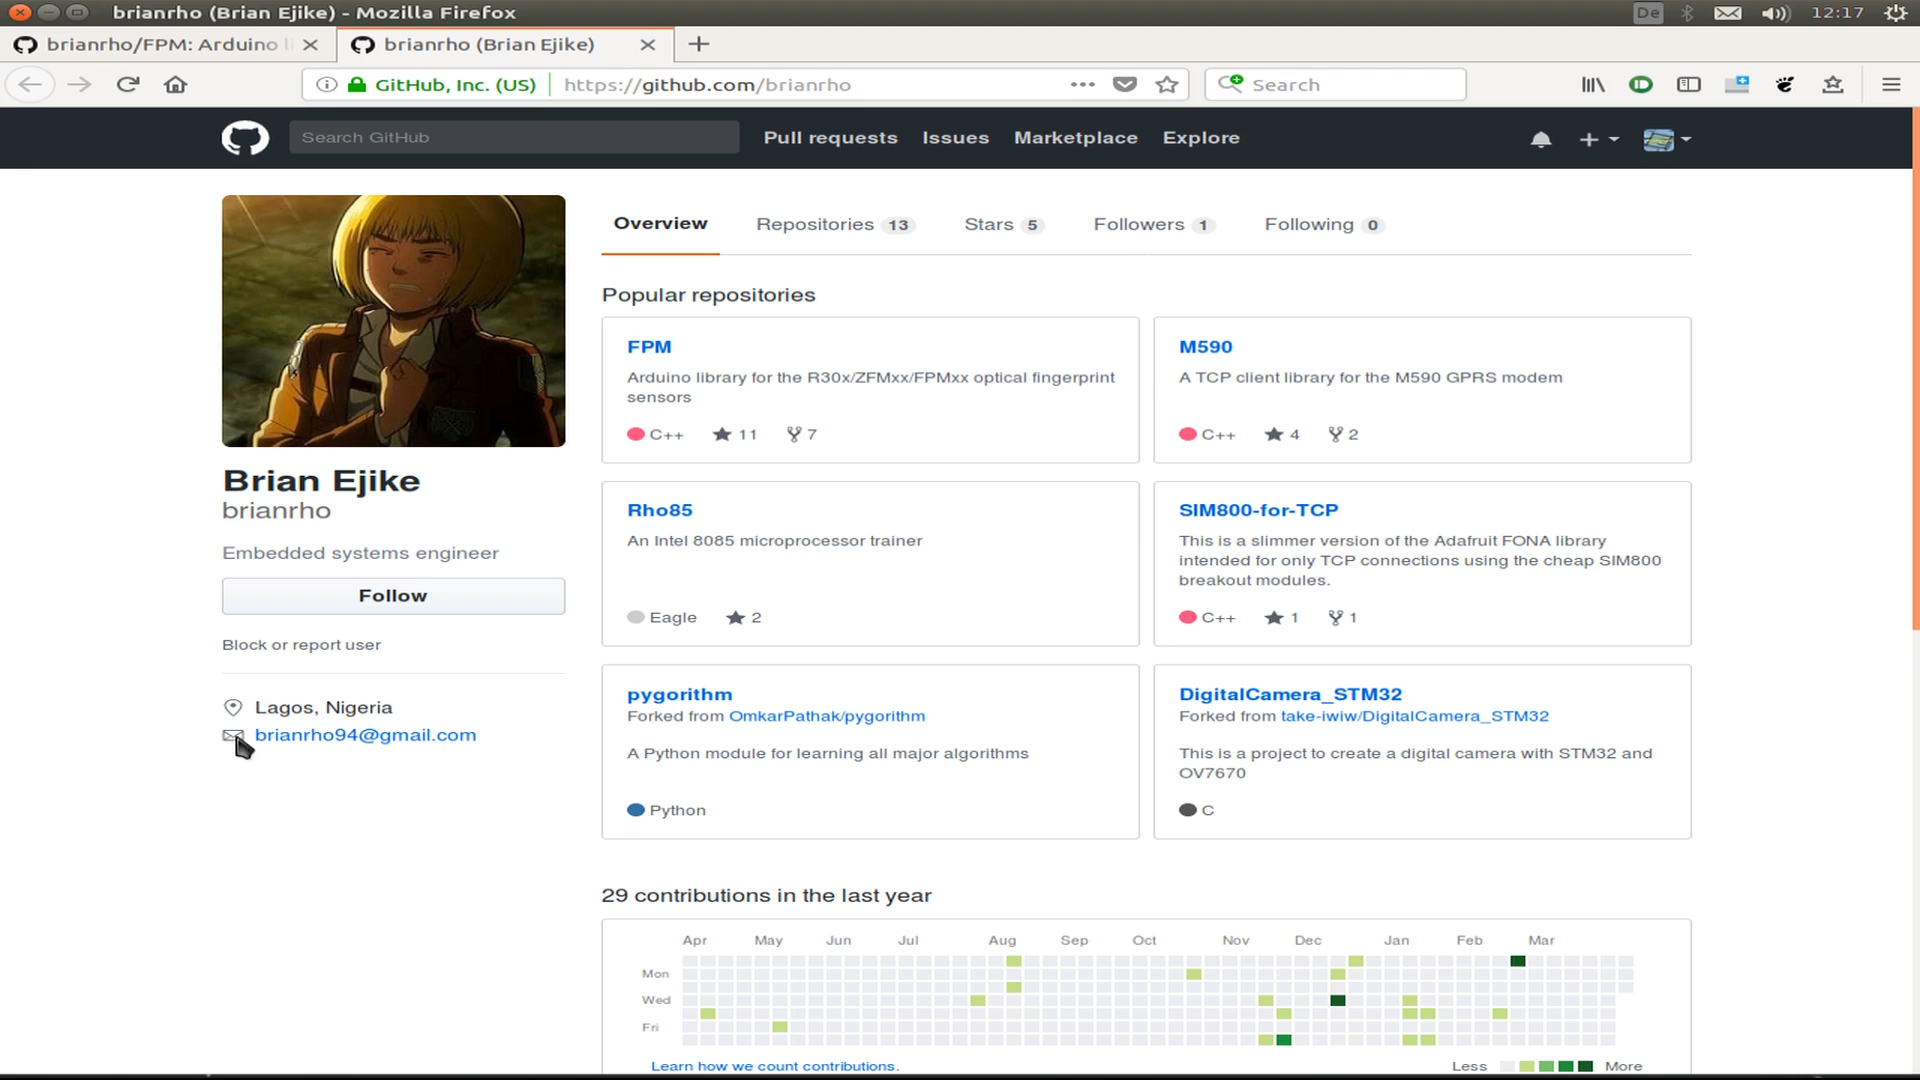 brianrho (Brian Ejike) - Mozilla Firefox
De
12:17
brianrho/FPM: Arduino l
brianrho (Brian Ejike)
GitHub, Inc. (US)
https://github.com/brianrho
Search
Search GitHub
Pull requests
Issues
Marketplace
Explore
Overview
Repositories 13
Stars 5
Followers 1
Following 0
Brian Ejike
brianrho
Embedded systems engineer
Follow
Block or report user
Lagos, Nigeria
brianrho94@gmail.com
Popular repositories
FPM
Arduino library for the R30x/ZFMxx/FPMxx optical fingerprint
sensors
C++ 11 7
M590
A TCP client library for the M590 GPRS modem
C++ 4 2
Rho85
An Intel 8085 microprocessor trainer
Eagle 2
SIM800-for-TCP
This is a slimmer version of the Adafruit FONA library
intended for only TCP connections using the cheap SIM800
breakout modules.
C++ 1 1
pygorithm
Forked from OmkarPathak/pygorithm
A Python module for learning all major algorithms
Python
DigitalCamera_STM32
Forked from take-iwiw/DigitalCamera_STM32
This is a project to create a digital camera with STM32 and
OV7670
C
29 contributions in the last year
Apr May Jun Jul Aug Sep Oct Nov Dec Jan Feb Mar
Mon
Wed
Fri
Learn how we count contributions.
Less
More